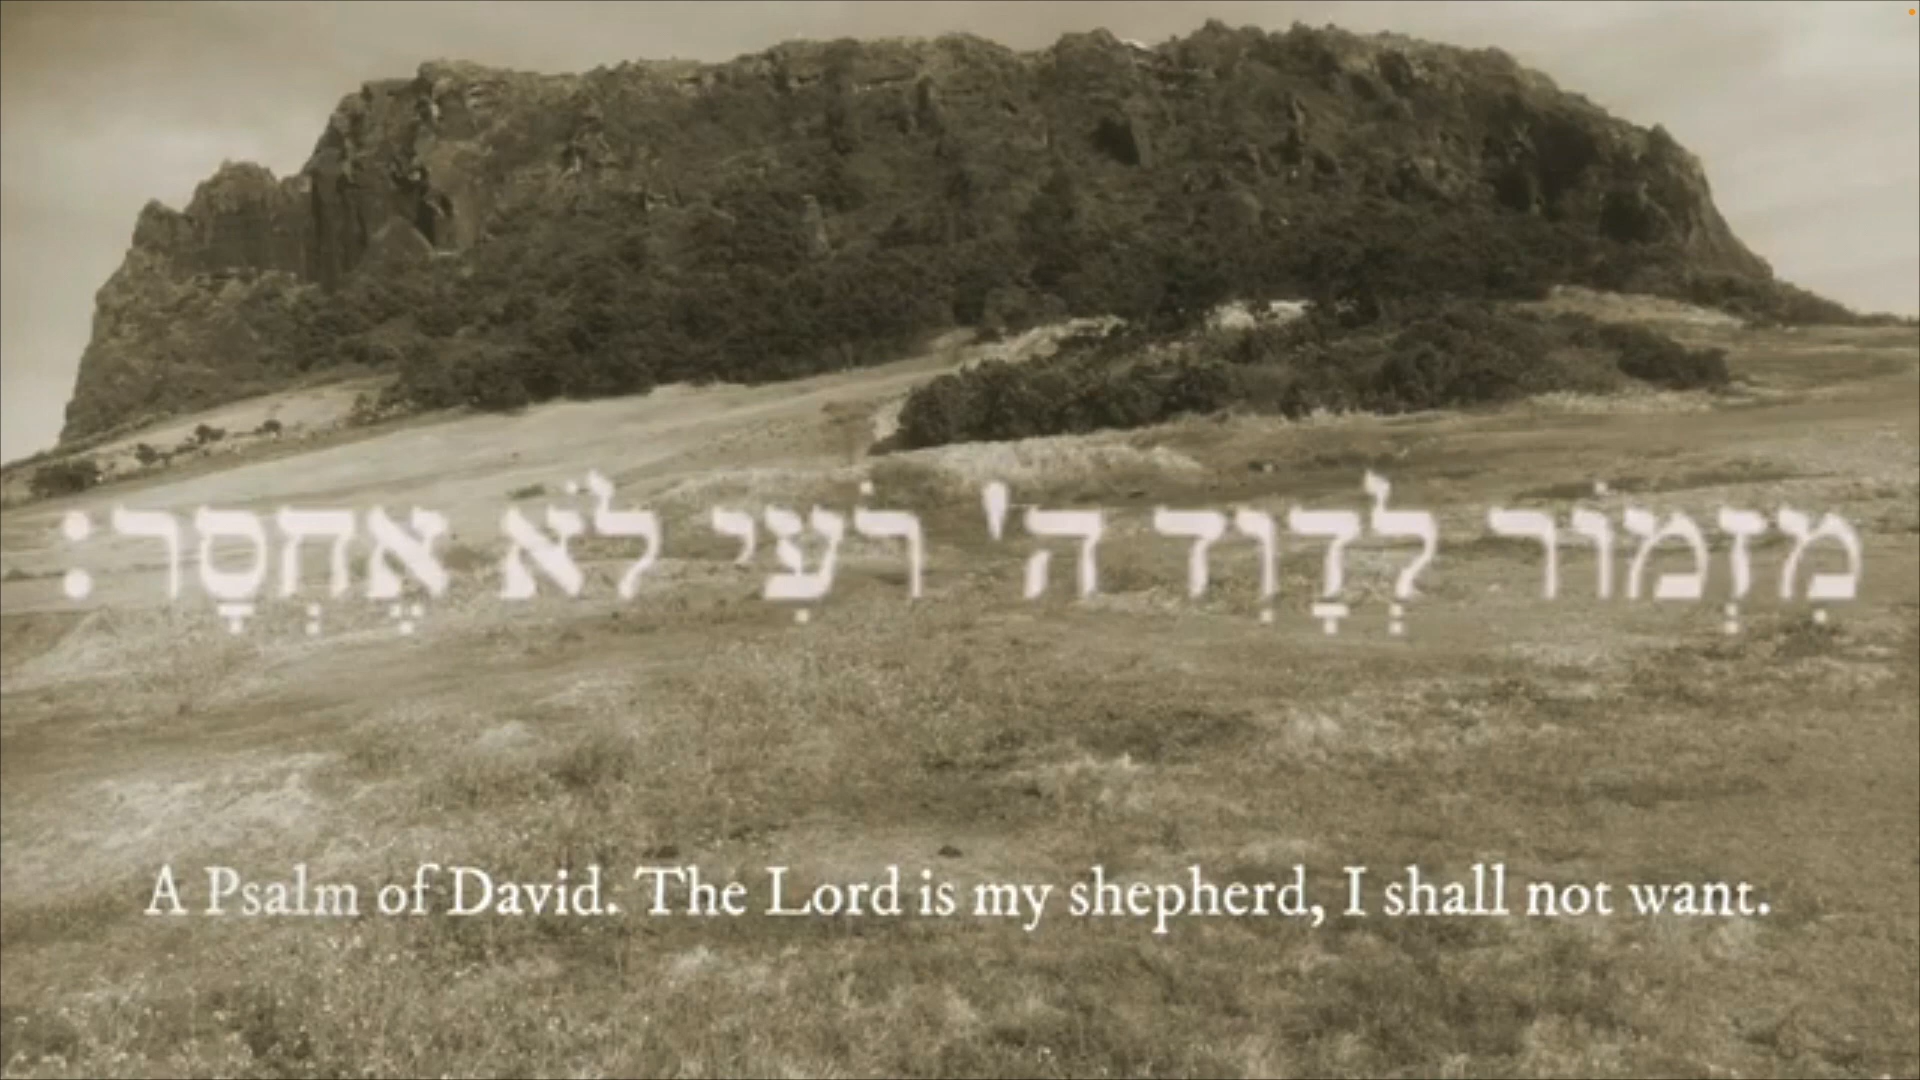 מִזְמוֹר לְדָוִד ה' רֹעִי לֹא אֶחְסָר:
A Psalm of David. The Lord is my shepherd, I shall not want.